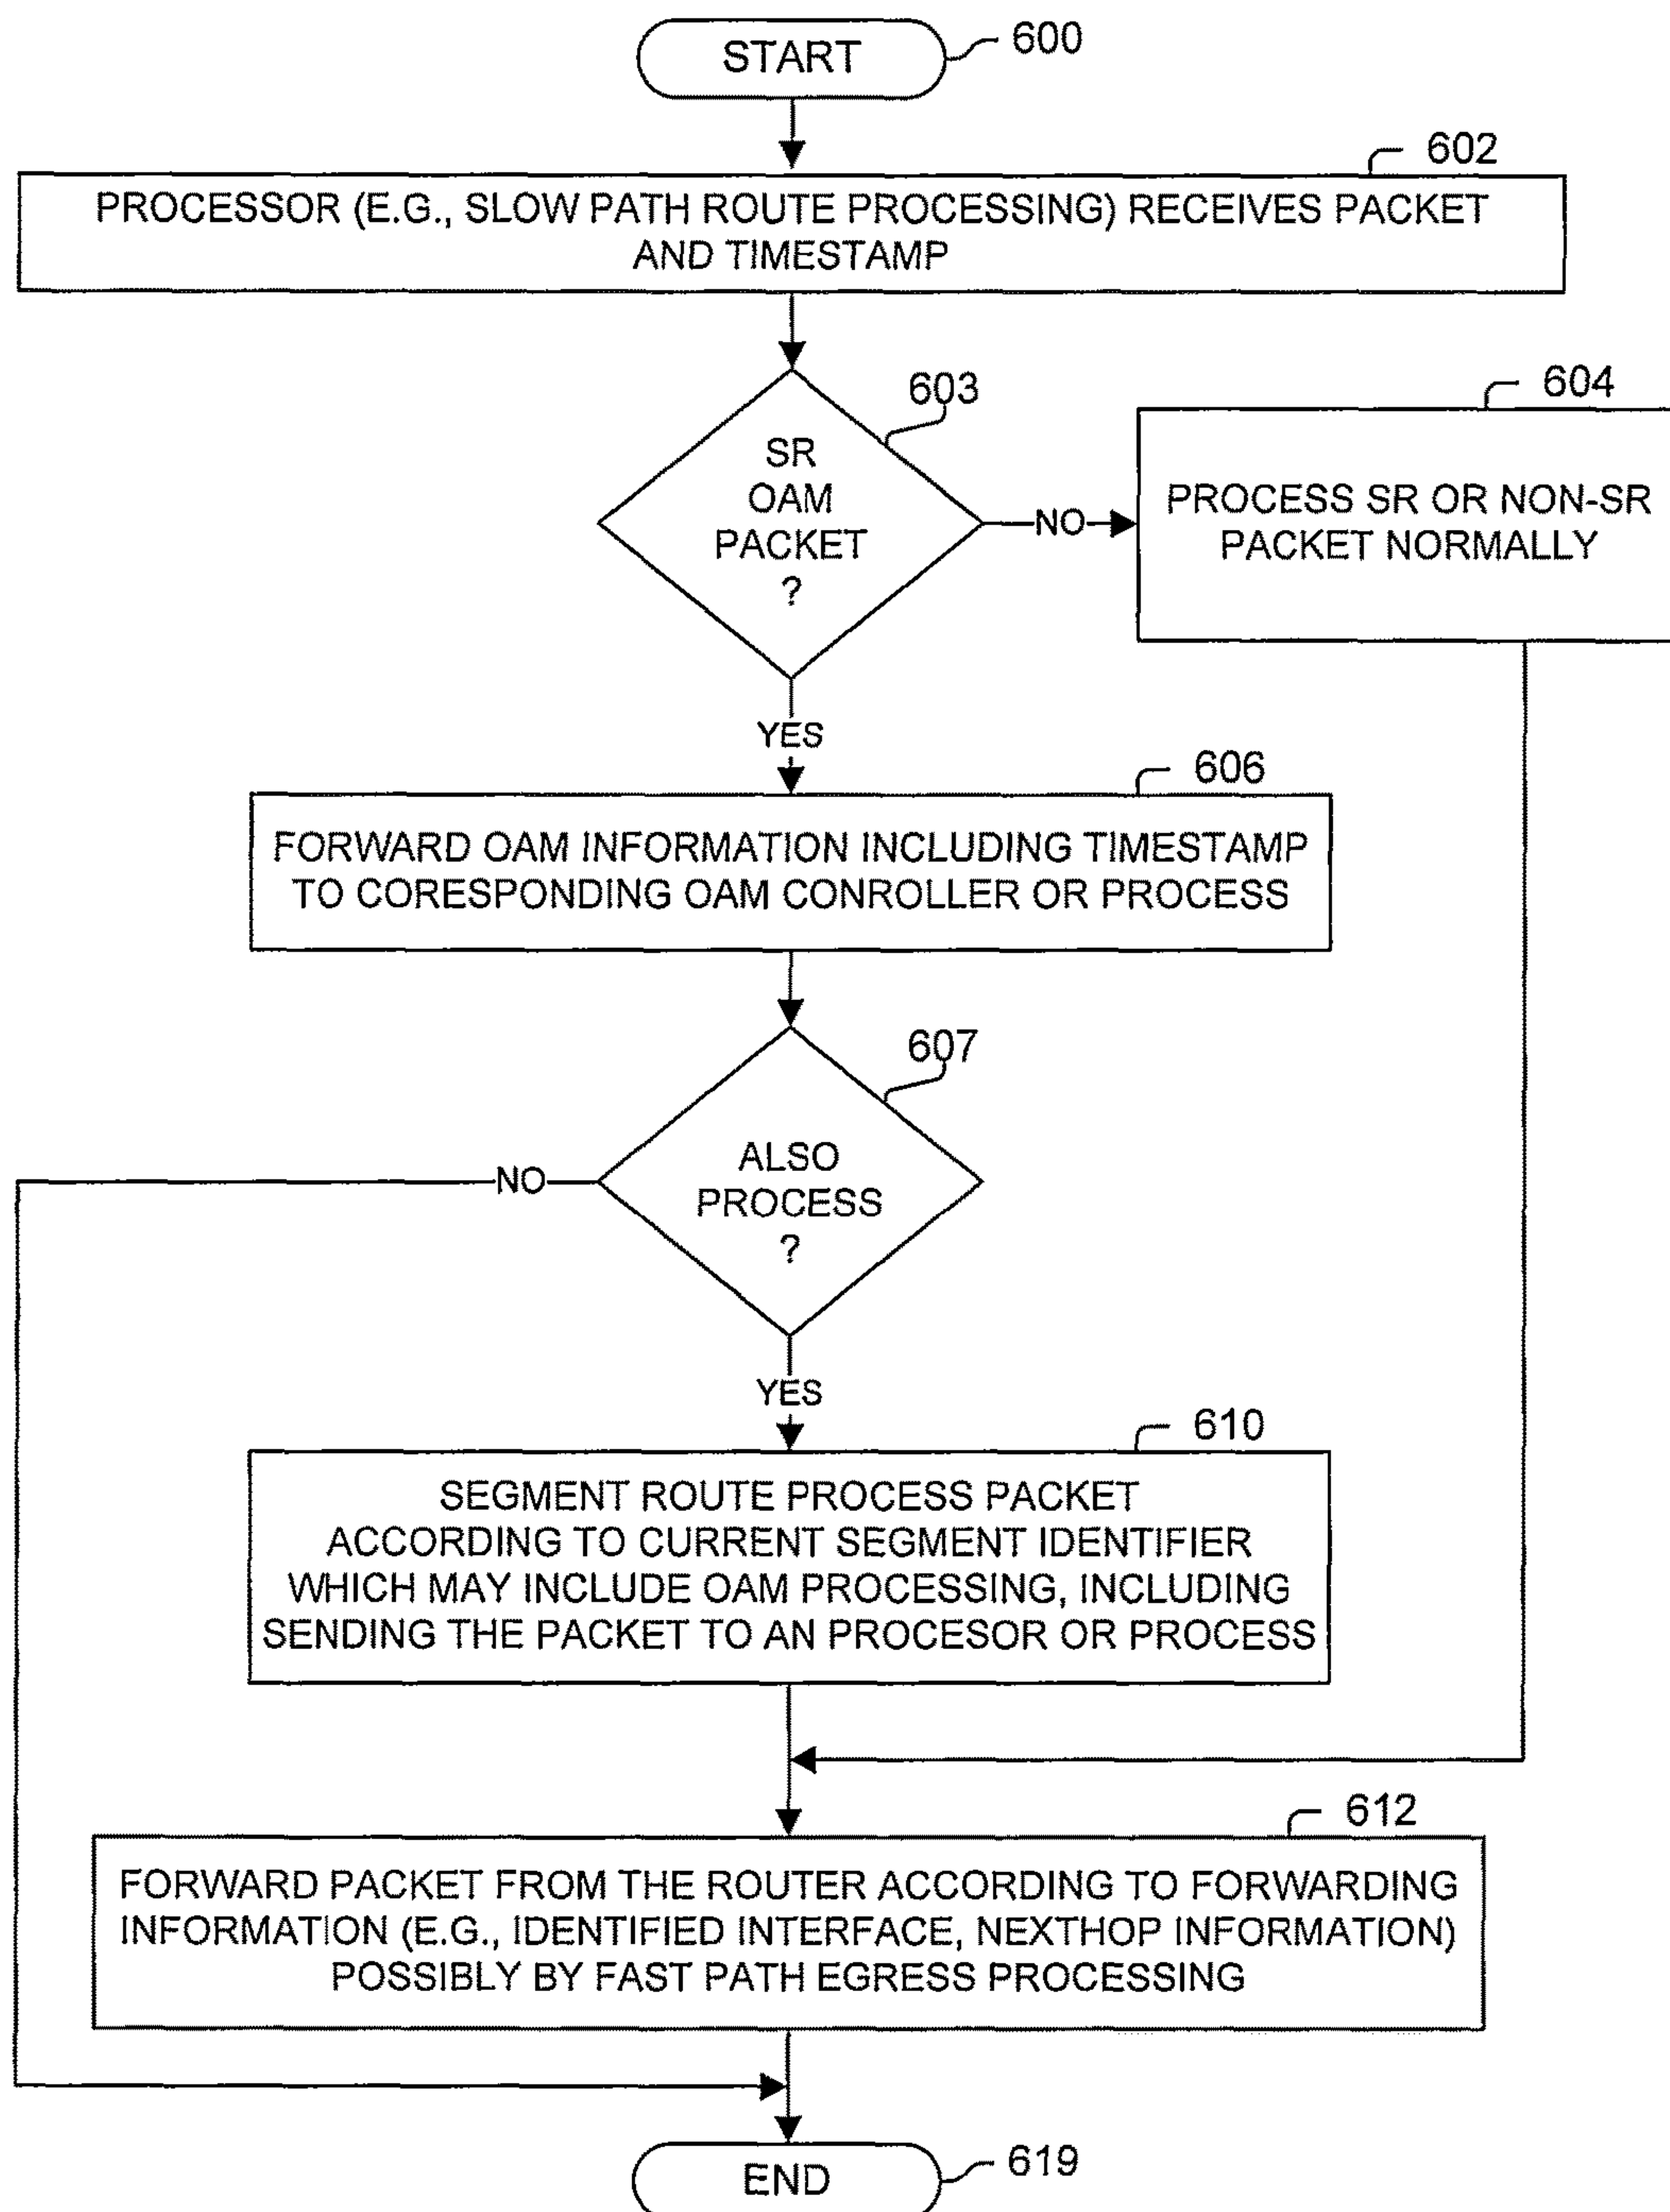 START
600
602
PROCESSOR (E.G., SLOW PATH ROUTE PROCESSING) RECEIVES PACKET
AND TIMESTAMP
603
SR
OAM
PACKET
?
NO
604
PROCESS SR OR NON-SR
PACKET NORMALLY
YES
606
FORWARD OAM INFORMATION INCLUDING TIMESTAMP
TO CORESPONDING OAM CONROLLER OR PROCESS
607
ALSO
PROCESS
?
NO
YES
610
SEGMENT ROUTE PROCESS PACKET
ACCORDING TO CURRENT SEGMENT IDENTIFIER
WHICH MAY INCLUDE OAM PROCESSING, INCLUDING
SENDING THE PACKET TO AN PROCESOR OR PROCESS
612
FORWARD PACKET FROM THE ROUTER ACCORDING TO FORWARDING
INFORMATION (E.G., IDENTIFIED INTERFACE, NEXTHOP INFORMATION)
POSSIBLY BY FAST PATH EGRESS PROCESSING
END
619